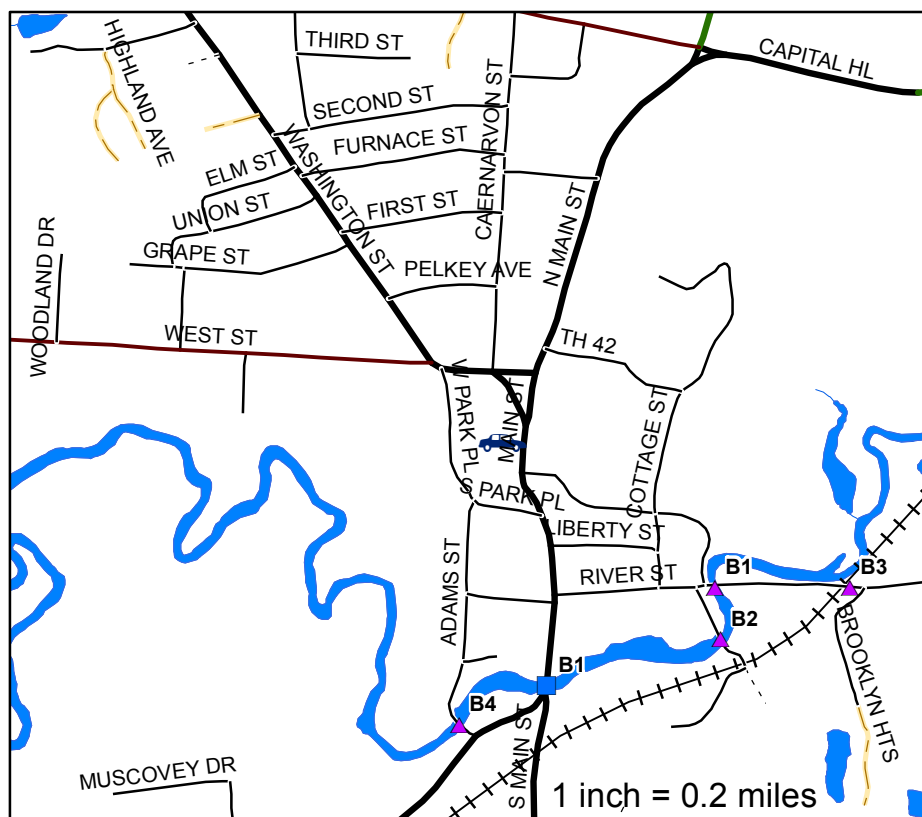 HIGHLAND AVE
THIRD ST
CAPITAL HL
SECOND ST
CAERNARVON ST
WASHINGTON ST
FURNACE ST
ELM ST
UNION ST
FIRST ST
N MAIN ST
WOODLAND DR
GRAPE ST
PELKEY AVE
WEST ST
TH 42
W PARK PL
MAIN ST
COTTAGE ST
S PARK PL
LIBERTY ST
ADAMS ST
RIVER ST
B1
B3
B2
BROOKLYN HTS
B1
B4
S MAIN ST
MUSCOVEY DR
1 inch = 0.2 miles